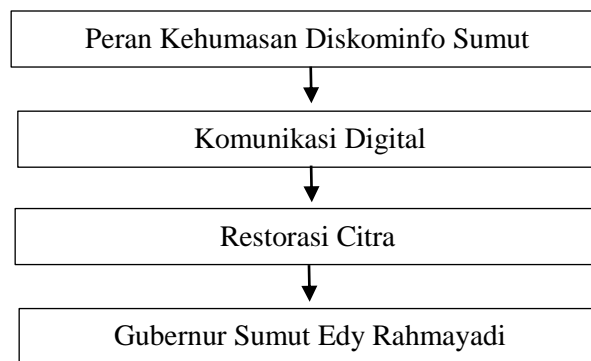 Peran Kehumasan Diskominfo Sumut
Komunikasi Digital
Restorasi Citra
Gubernur Sumut Edy Rahmayadi